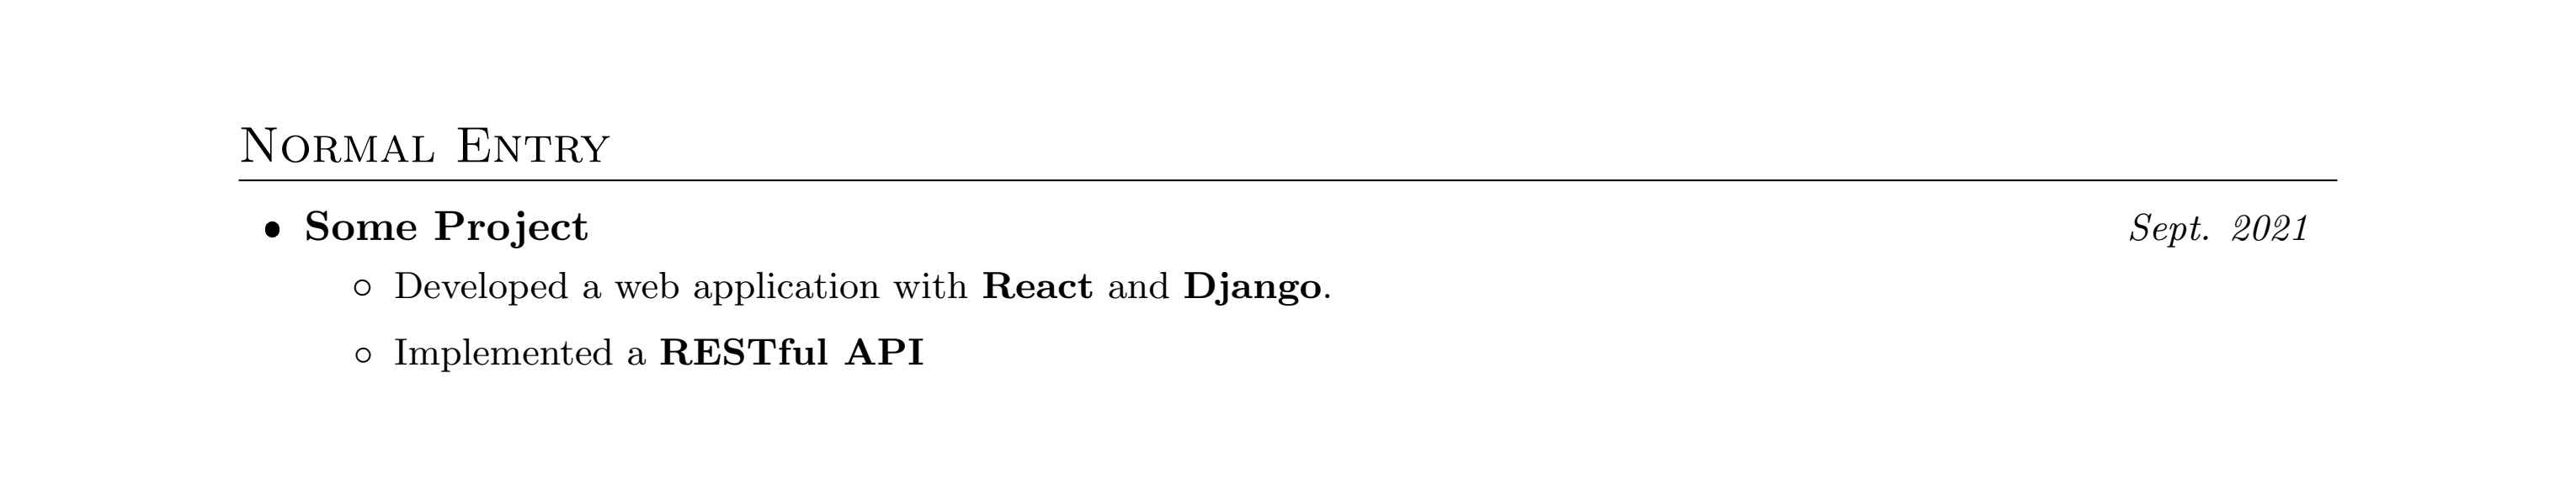 Normal Entry
• Some Project Sept. 2021
◦ Developed a web application with React and Django.
◦ Implemented a RESTful API